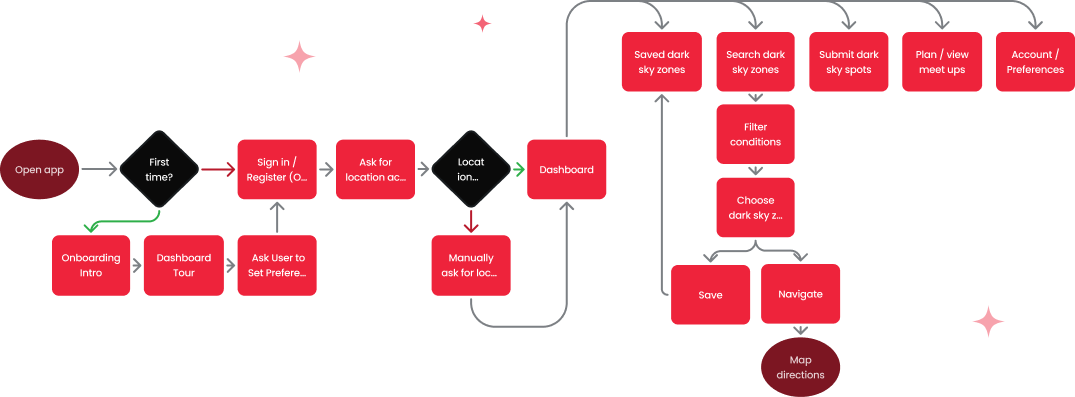 Open app
First
time?
Sign in /
Register (O...
Ask for
location ac...
Locat
ion...
Dashboard
Onboarding
Intro
Dashboard
Tour
Ask User to
Set Prefere...
Manually
ask for loc...
Saved dark
sky zones
Search dark
sky zones
Submit dark
sky spots
Plan / view
meet ups
Account /
Preferences
Filter
conditions
Choose
dark sky z...
Save
Navigate
Map
directions